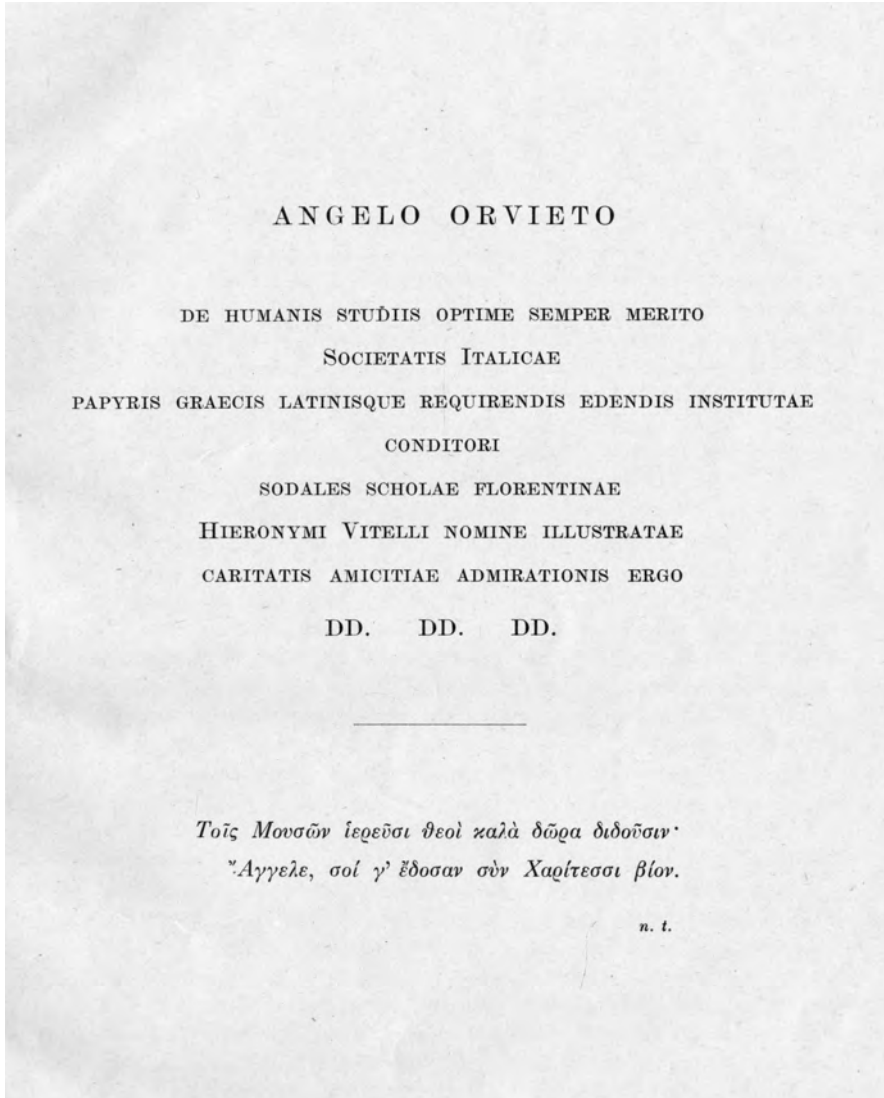 ANGELO ORVIETO
DE HUMANIS STUDIIS OPTIME SEMPER MERITO
SOCIETATIS ITALICAE
PAPYRIS GRAECIS LATINISQUE REQUIRENDIS EDENDIS INSTITUTAE
CONDITORI
SODALES SCHOLAE FLORENTINAE
HIERONYMI VITELLI NOMINE ILLUSTRATAE
CARITATIS AMICITIAE ADMIRATIONIS ERGO
DD. DD. DD.
Τοῖς Μουσῶν ἱερεῦσι θεοὶ καλὰ δῶρα διδοῦσιν·
Ἄγγελε, σοί γ’ ἔδοσαν σὺν Χαρίτεσσι βίον.
n. t.